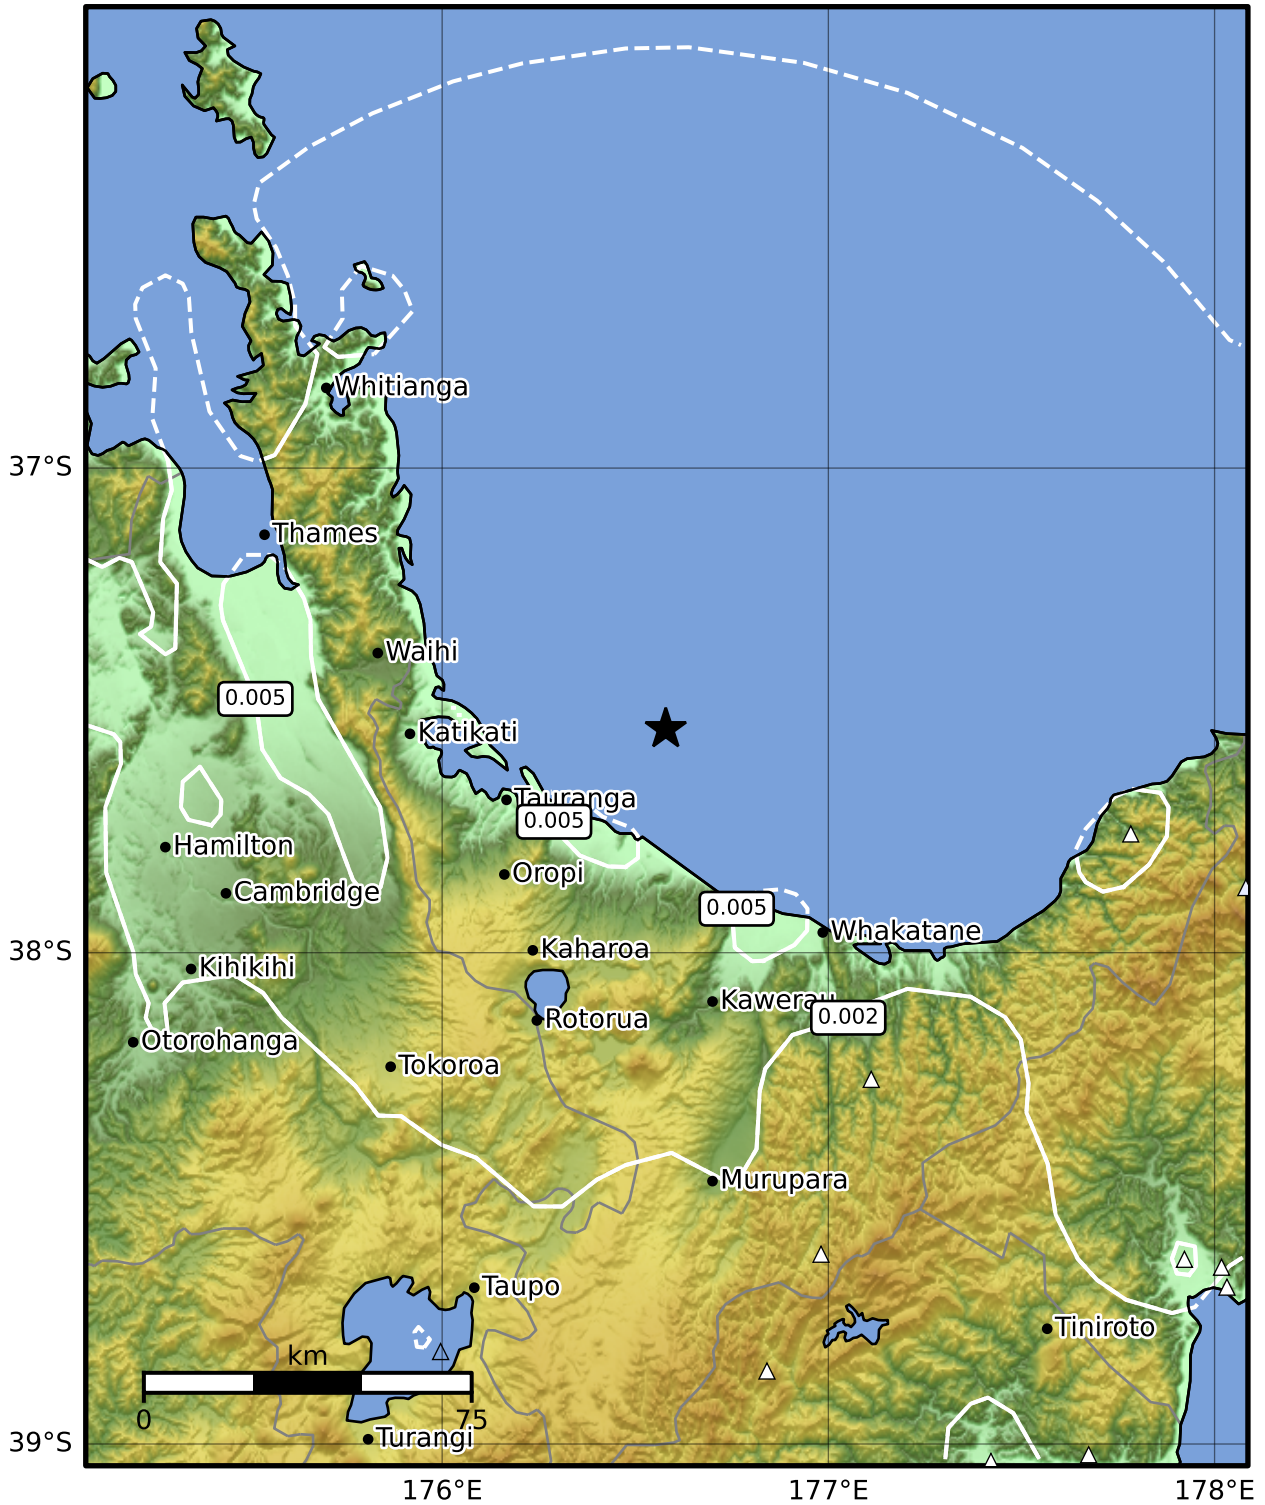 Whitianga
37°S
Thames
Waihi
0.005
Katikati
Tauranga
0.005
Hamilton
Oropi
Cambridge
0.005
Whakatane
38°S
Kaharoa
Kihikihi
Kawerau
0.002
Rotorua
Otorohanga
Tokoroa
Murupara
Taupo
Tiniroto
km
0
75
Turangi
39°S
176°E
177°E
178°E